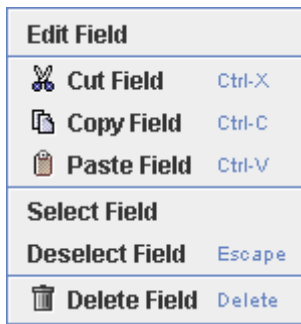 Edit Field
Cut Field Ctrl-X
Copy Field Ctrl-C
Paste Field Ctrl-V
Select Field
Deselect Field Escape
Delete Field Delete